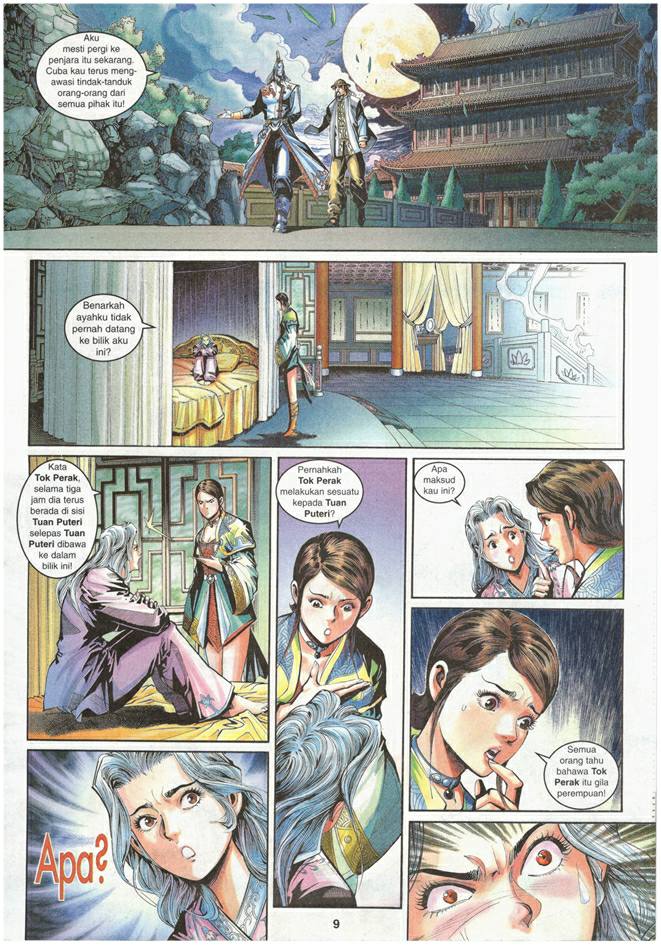 Aku
mesti pergi ke
penjara itu sekarang.
Cuba kau terus meng-
awasi tindak-tanduk
orang-orang dari
semua pihak itu!
Benarkah
ayahku tidak
pernah datang
ke bilik aku
ini?
Kata
Tok Perak,
selama tiga
jam dia terus
berada di sisi
Tuan Puteri
selepas Tuan
Puteri dibawa
ke dalam
bilik ini!
Pernahkah
Tok Perak
melakukan sesuatu
kepada Tuan
Puteri?
Apa
maksud
kau ini?
Semua
orang tahu
bahawa Tok
Perak itu gila
perempuan!
Apa?
9